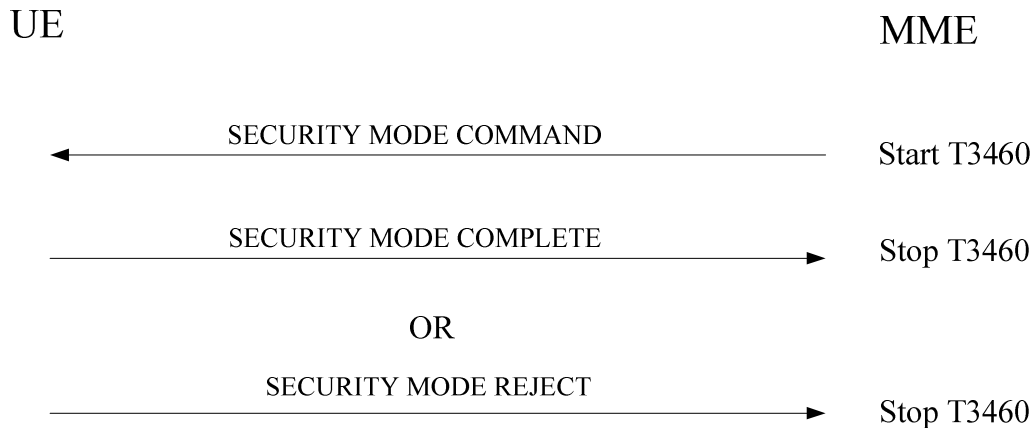 UE
MME
SECURITY MODE COMMAND
Start T3460
SECURITY MODE COMPLETE
Stop T3460
OR
SECURITY MODE REJECT
Stop T3460